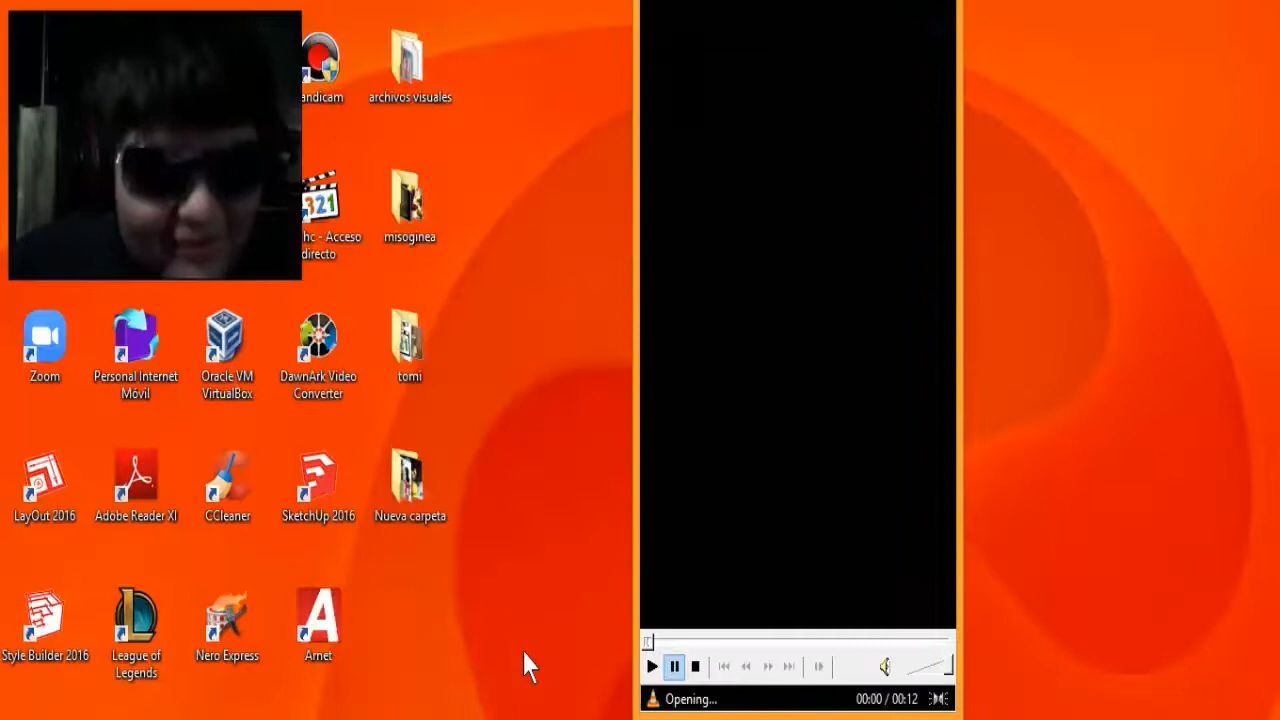 andicam
archivos visuales
321
hc - Acceso
directo
misoginea
Zoom
Personal Internet
Móvil
Oracle VM
VirtualBox
DawnArk Video
Converter
tomi
LayOut 2016
Adobe Reader XI
CCleaner
SketchUp 2016
Nueva carpeta
Style Builder 2016
League of
Legends
Nero Express
Arnet
Opening...
00:00 / 00:12